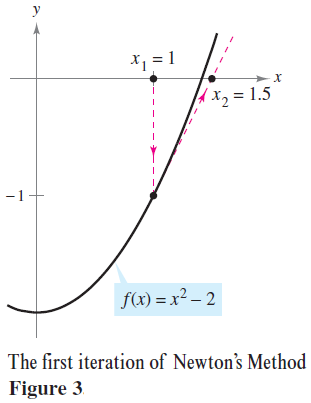 y
x₁ = 1
x
x₂ = 1.5
−1
f(x) = x² – 2
The first iteration of Newton's Method
Figure 3